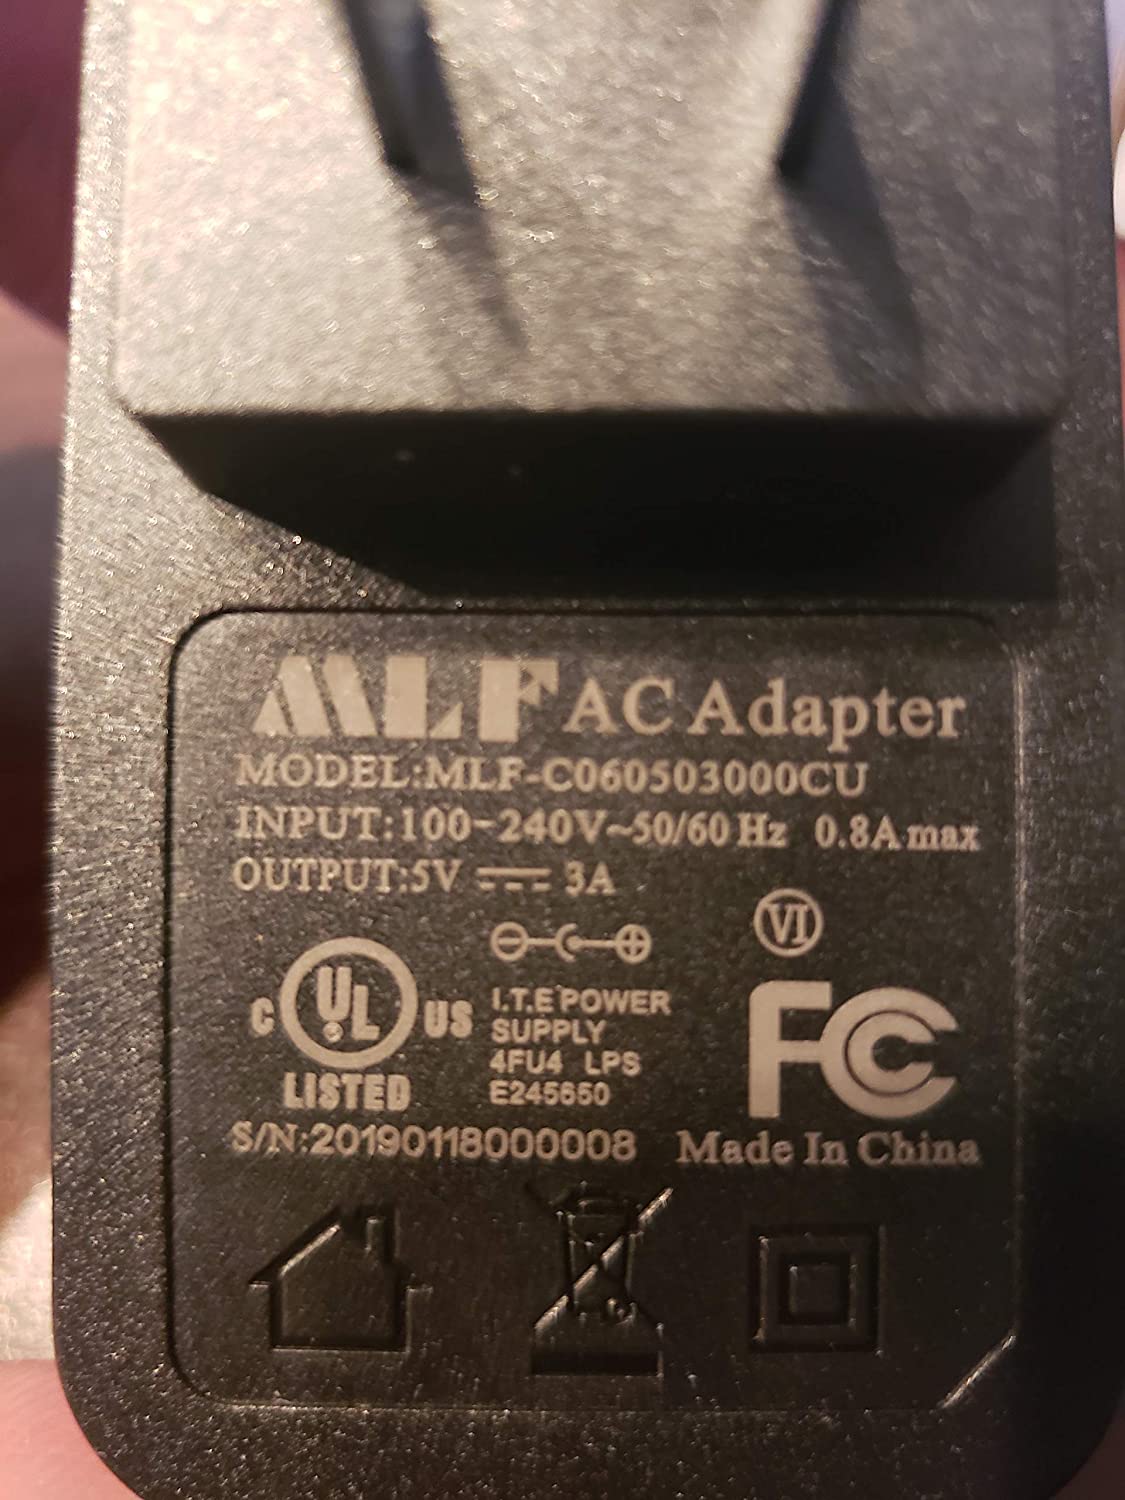 MLF AC Adapter
MODEL:MLF-C060503000CU
INPUT:100-240V~50/60 Hz 0.8A max
OUTPUT:5V ⎓ 3A
VI
C UL US
LISTED
I.T.E POWER
SUPPLY
4FU4 LPS
E245650
FC
S/N:20190118000008
Made In China